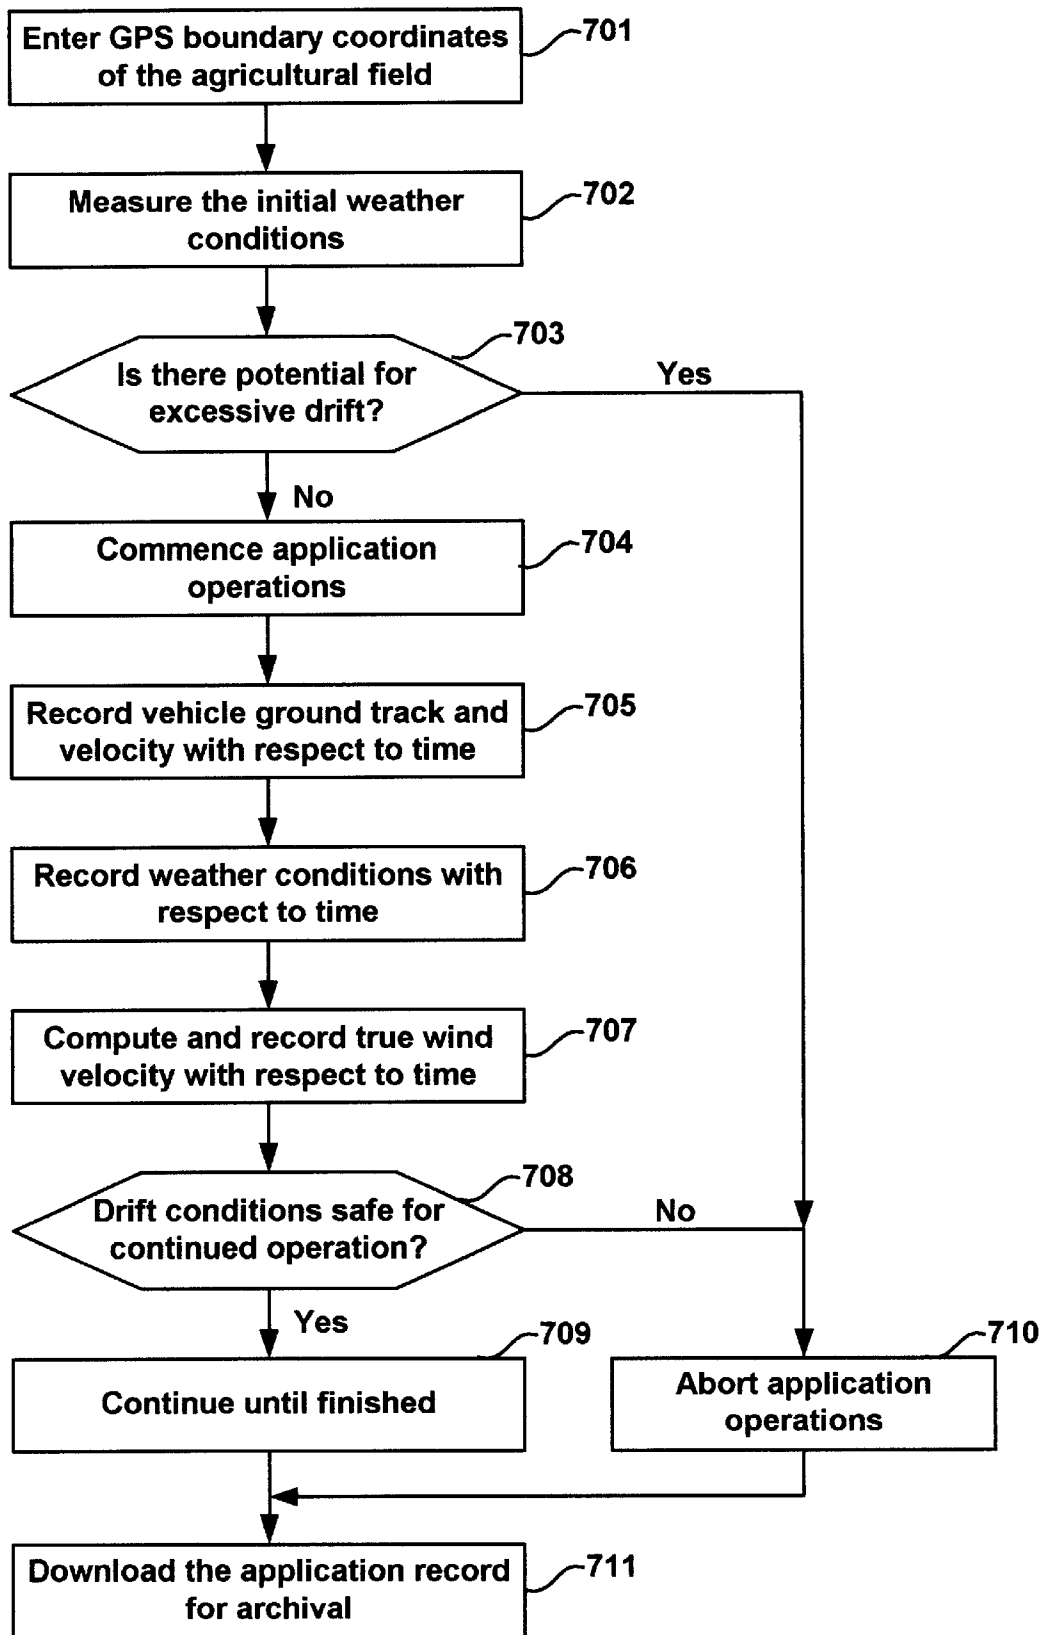 Enter GPS boundary coordinates
of the agricultural field
701
Measure the initial weather
conditions
702
703
Is there potential for
excessive drift?
Yes
No
Commence application
operations
704
Record vehicle ground track and
velocity with respect to time
705
Record weather conditions with
respect to time
706
Compute and record true wind
velocity with respect to time
707
708
Drift conditions safe for
continued operation?
No
Yes
709
Continue until finished
710
Abort application
operations
Download the application record
for archival
711